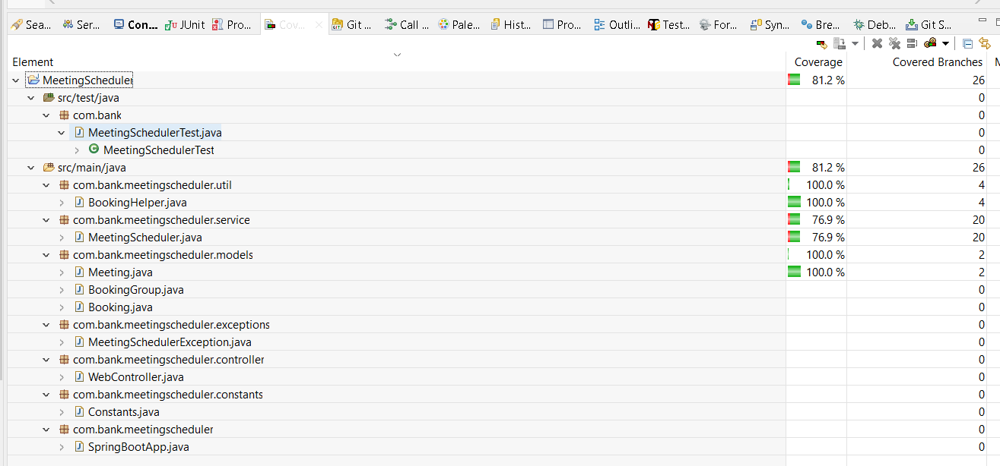 Sea... Ser... Con... JUnit Pro... Cov... Git ... Call ... Pale... Hist... Pro... Outli... Test... For... Syn... Bre... Deb... Git S...
Element Coverage Covered Branches M
MeetingScheduler 81.2 % 26
src/test/java 0
com.bank 0
MeetingSchedulerTest.java 0
MeetingSchedulerTest 0
src/main/java 81.2 % 26
com.bank.meetingscheduler.util 100.0 % 4
BookingHelper.java 100.0 % 4
com.bank.meetingscheduler.service 76.9 % 20
MeetingScheduler.java 76.9 % 20
com.bank.meetingscheduler.models 100.0 % 2
Meeting.java 100.0 % 2
BookingGroup.java 0
Booking.java 0
com.bank.meetingscheduler.exceptions 0
MeetingSchedulerException.java 0
com.bank.meetingscheduler.controller 0
WebController.java 0
com.bank.meetingscheduler.constants 0
Constants.java 0
com.bank.meetingscheduler 0
SpringBootApp.java 0